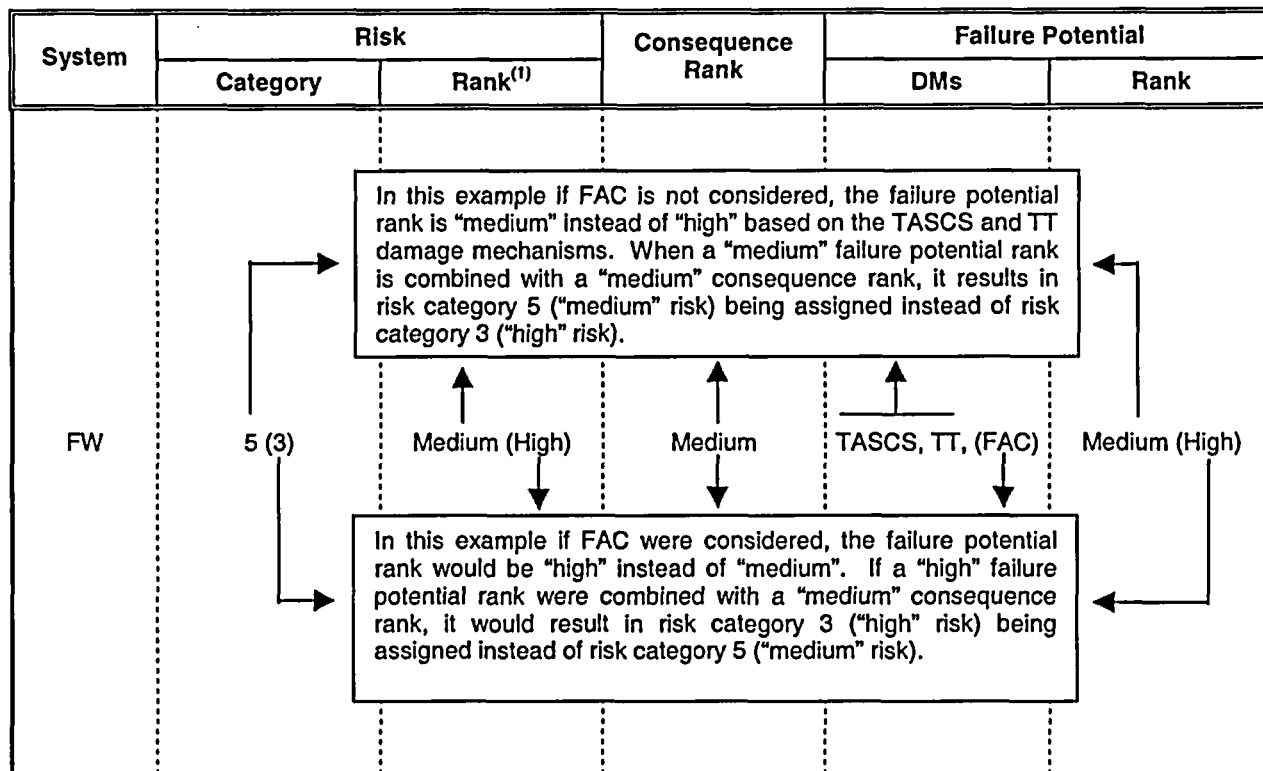 System
Risk
Consequence
Rank
Failure Potential
Category
Rank(1)
DMs
Rank
In this example if FAC is not considered, the failure potential
rank is “medium” instead of “high” based on the TASCS and TT
damage mechanisms. When a “medium” failure potential rank
is combined with a “medium” consequence rank, it results in
risk category 5 (“medium” risk) being assigned instead of risk
category 3 (“high” risk).
FW
5 (3)
Medium (High)
Medium
TASCS, TT, (FAC)
Medium (High)
In this example if FAC were considered, the failure potential
rank would be “high” instead of “medium”. If a “high” failure
potential rank were combined with a “medium” consequence
rank, it would result in risk category 3 (“high” risk) being
assigned instead of risk category 5 (“medium” risk).